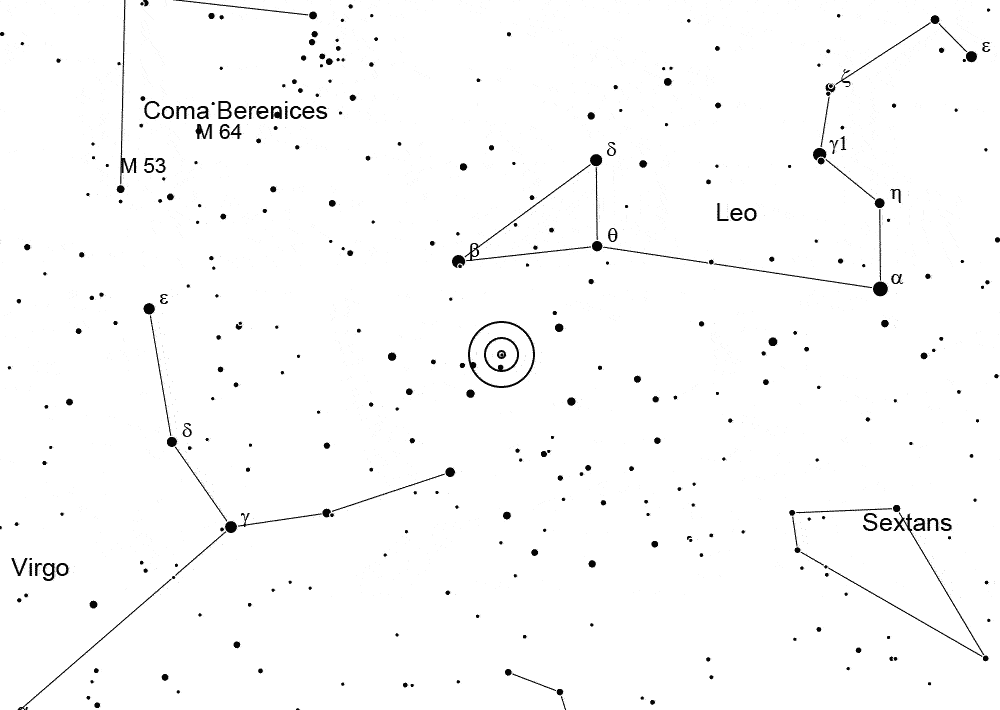 ε
ζ
Coma Berenices
M 64
γ1
δ
M 53
η
Leo
θ
β
α
ε
δ
γ
Sextans
Virgo
α